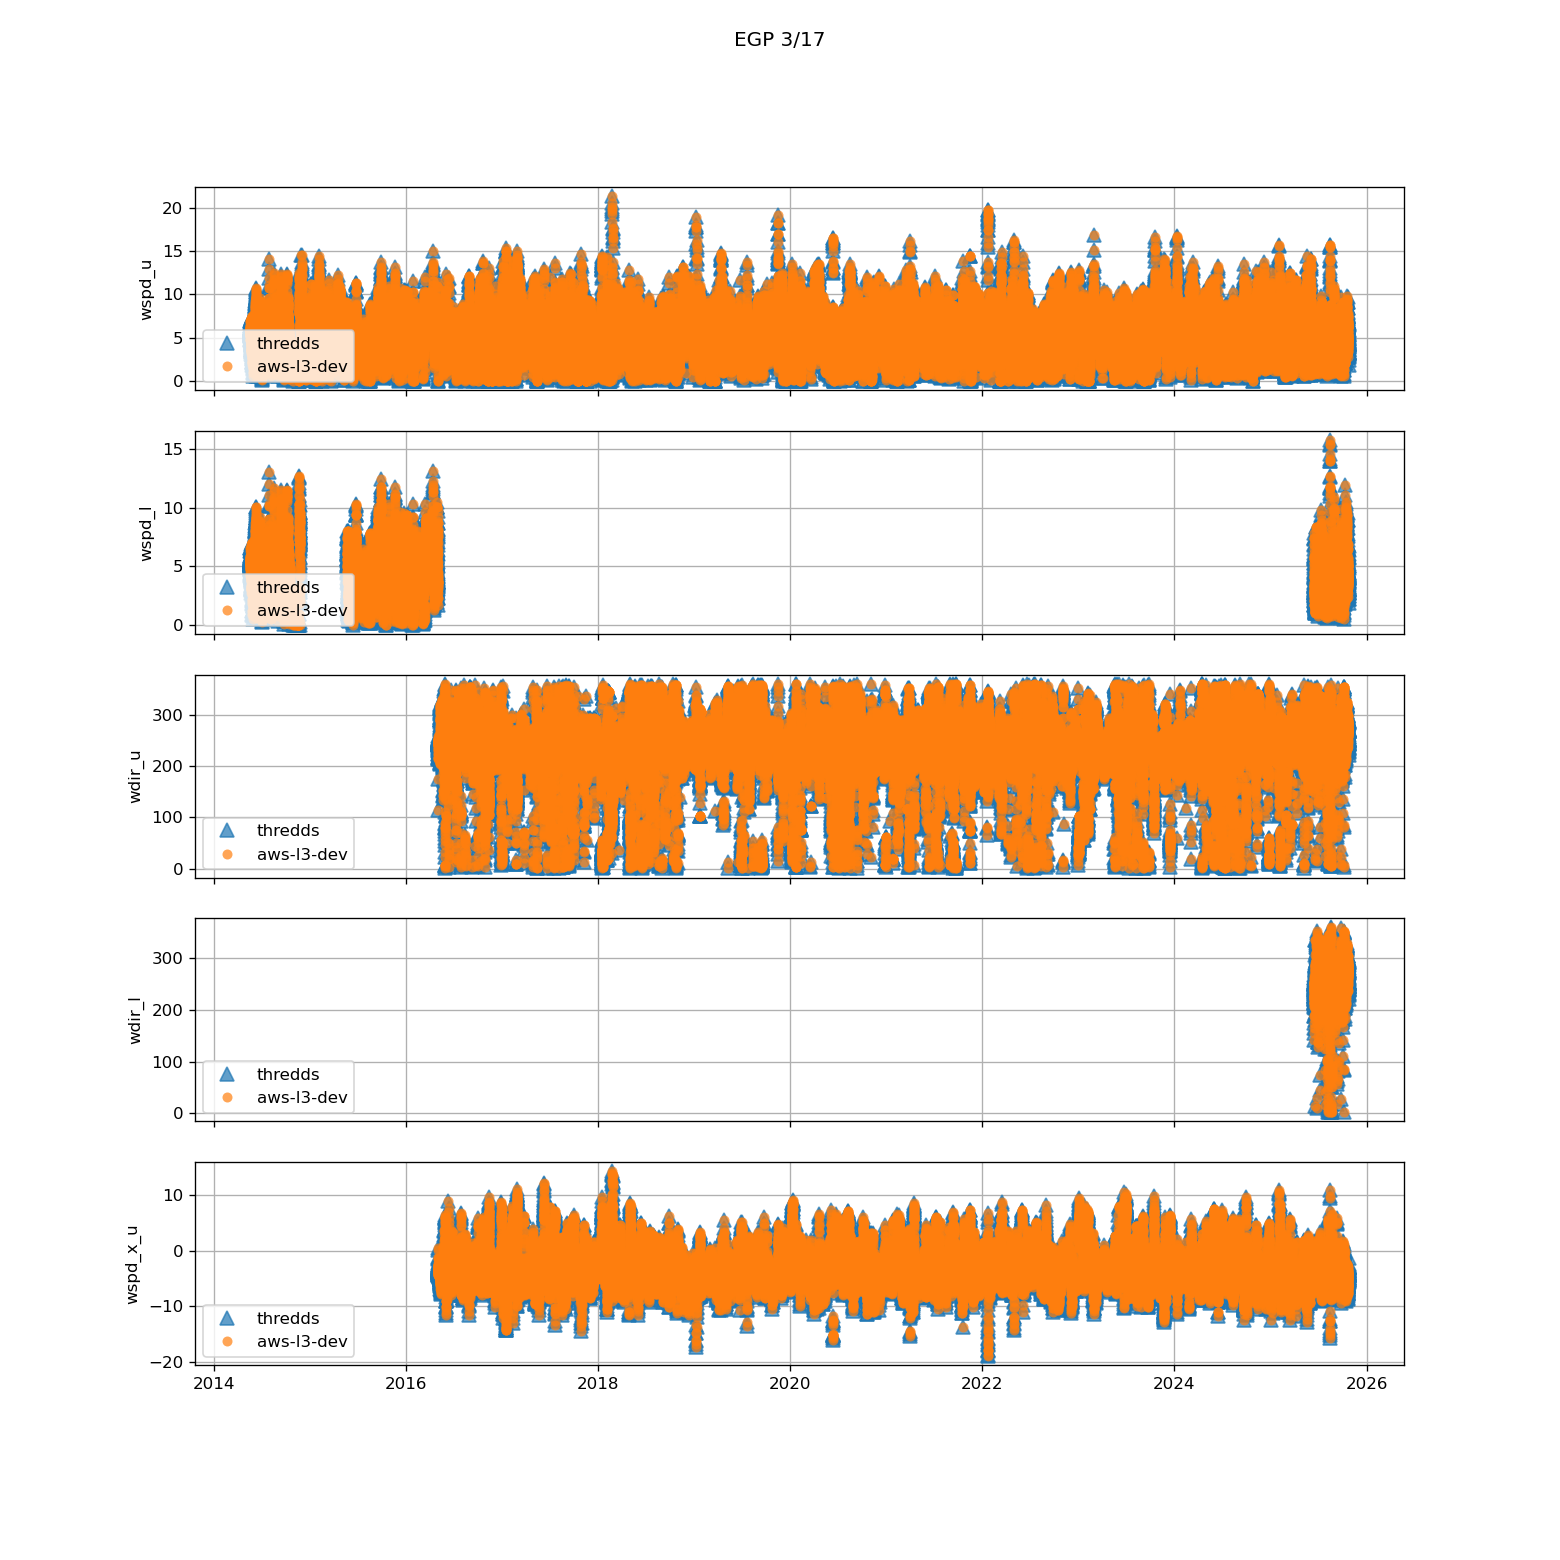 EGP 3/17
wspd_u
20
15
10
5
0
thredds
aws-l3-dev
wspd_l
15
10
5
0
thredds
aws-l3-dev
wdir_u
300
200
100
0
thredds
aws-l3-dev
wdir_l
300
200
100
0
thredds
aws-l3-dev
wspd_x_u
10
0
−10
−20
thredds
aws-l3-dev
2014 2016 2018 2020 2022 2024 2026